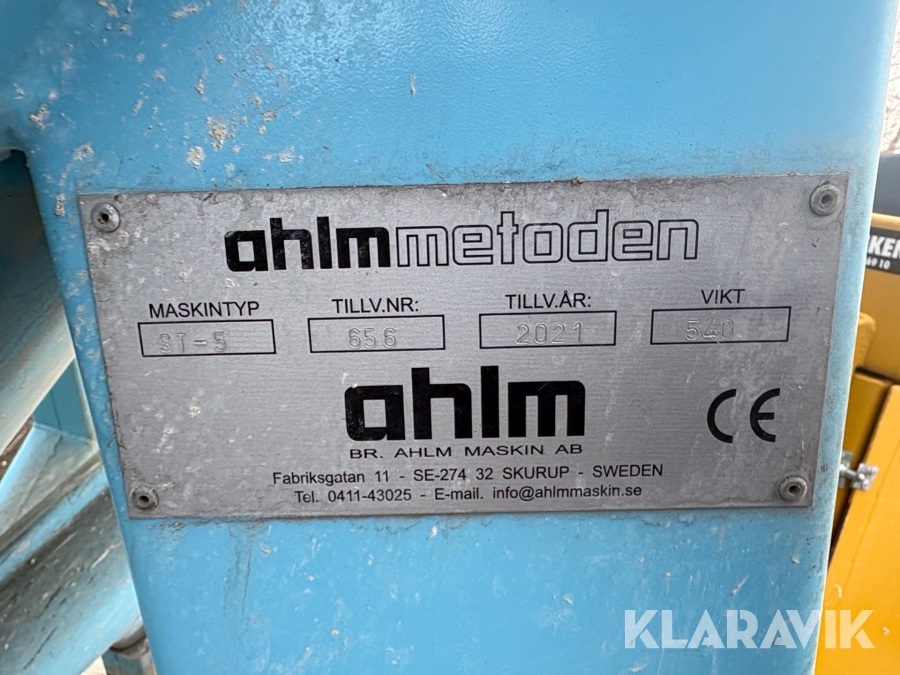 ahlmmetoden
MASKINTYP TILLV.NR: TILLV.ÅR: VIKT
ST-5 656 2021 540
ahlm
BR. AHLM MASKIN AB
CE
Fabriksgatan 11 - SE-274 32 SKURUP - SWEDEN
Tel. 0411-43025 - E-mail. info@ahlmmaskin.se
KLARAVIK